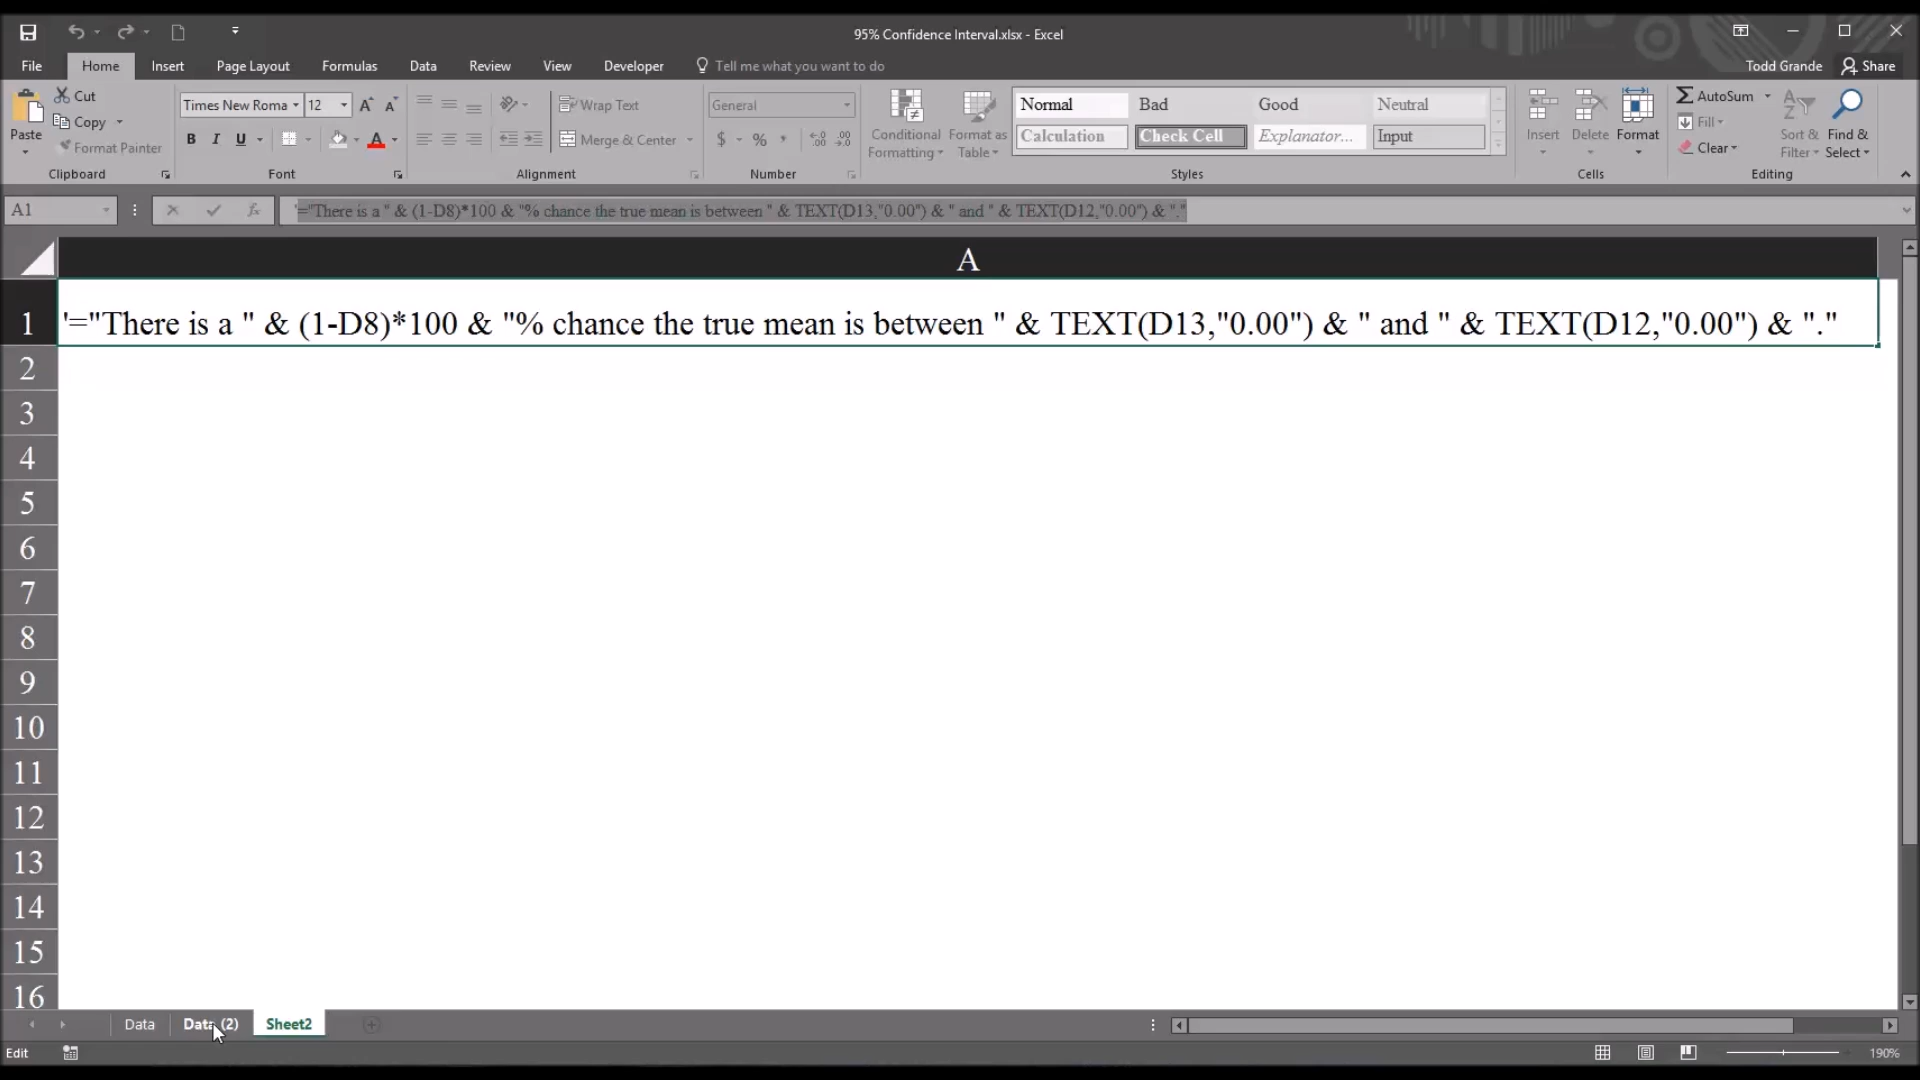 95% Confidence Interval.xlsx - Excel
File Home Insert Page Layout Formulas Data Review View Developer Tell me what you want to do Todd Grande Share
Paste
Cut
Copy
Format Painter
Clipboard
Times New Roma 12
B I U
Font
Wrap Text
Merge & Center
Alignment
General
$ % ,
Number
Conditional Formatting
Format as Table
Normal Bad Good Neutral
Calculation Check Cell Explanator... Input
Styles
Insert Delete Format
Cells
AutoSum
Fill
Clear
Sort & Filter
Find & Select
Editing
A1 fx '="There is a " & (1-D8)*100 & "% chance the true mean is between " & TEXT(D13,"0.00") & " and " & TEXT(D12,"0.00") & "."
A
1 '="There is a " & (1-D8)*100 & "% chance the true mean is between " & TEXT(D13,"0.00") & " and " & TEXT(D12,"0.00") & "."
2
3
4
5
6
7
8
9
10
11
12
13
14
15
16
Data Data (2) Sheet2
Edit 190%